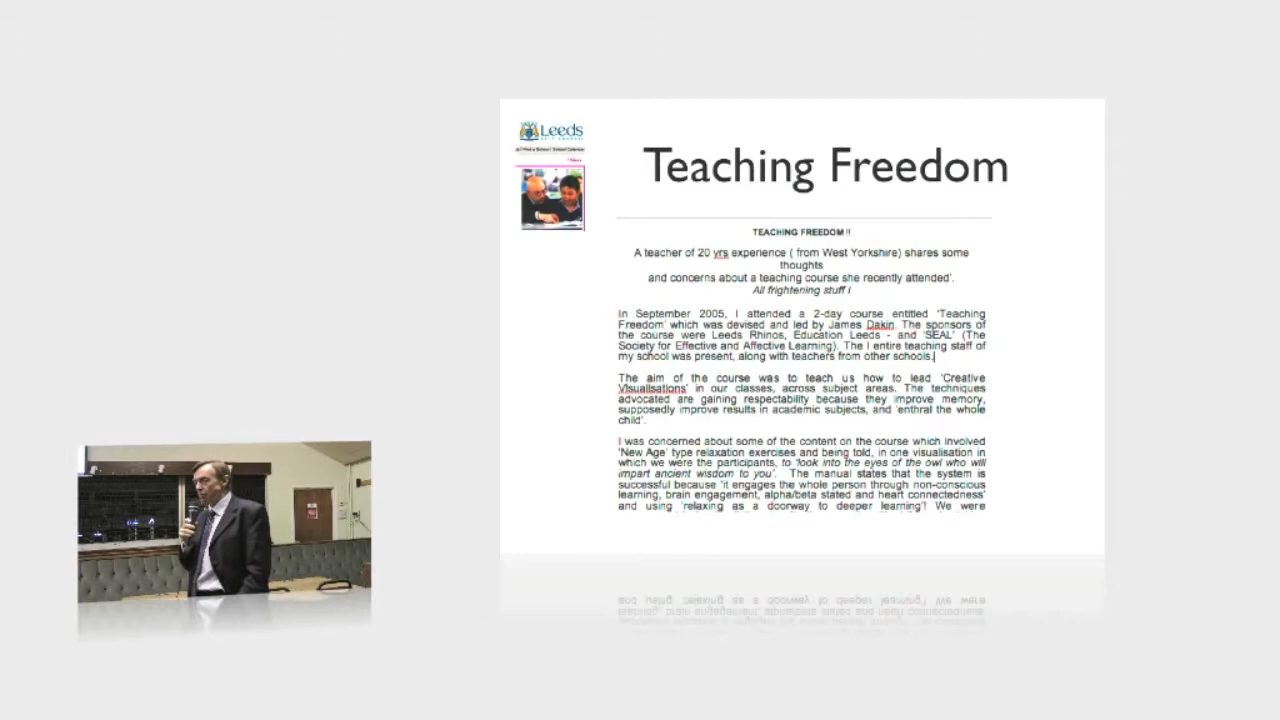 Leeds
Teaching Freedom
TEACHING FREEDOM !!
A teacher of 20 yrs experience ( from West Yorkshire) shares some
thoughts
and concerns about a teaching course she recently attended'.
All frightening stuff !
In September 2005, I attended a 2-day course entitled 'Teaching
Freedom' which was devised and led by James Dakin. The sponsors of
the course were Leeds Rhinos, Education Leeds - and 'SEAL' (The
Society for Effective and Affective Learning). The I entire teaching staff of
my school was present, along with teachers from other schools.
The aim of the course was to teach us how to lead 'Creative
Visuallsations' in our classes, across subject areas. The techniques
advocated are gaining respectability because they improve memory,
supposedly improve results in academic subjects, and 'enthral the whole
child'.
I was concerned about some of the content on the course which involved
'New Age' type relaxation exercises and being told, in one visualisation in
which we were the participants, to 'look into the eyes of the owl who will
impart ancient wisdom to you'. The manual states that the system is
successful because 'it engages the whole person through non-conscious
learning, brain engagement, alpha/beta stated and heart connectedness'
and using 'relaxing as a doorway to deeper learning'! We were